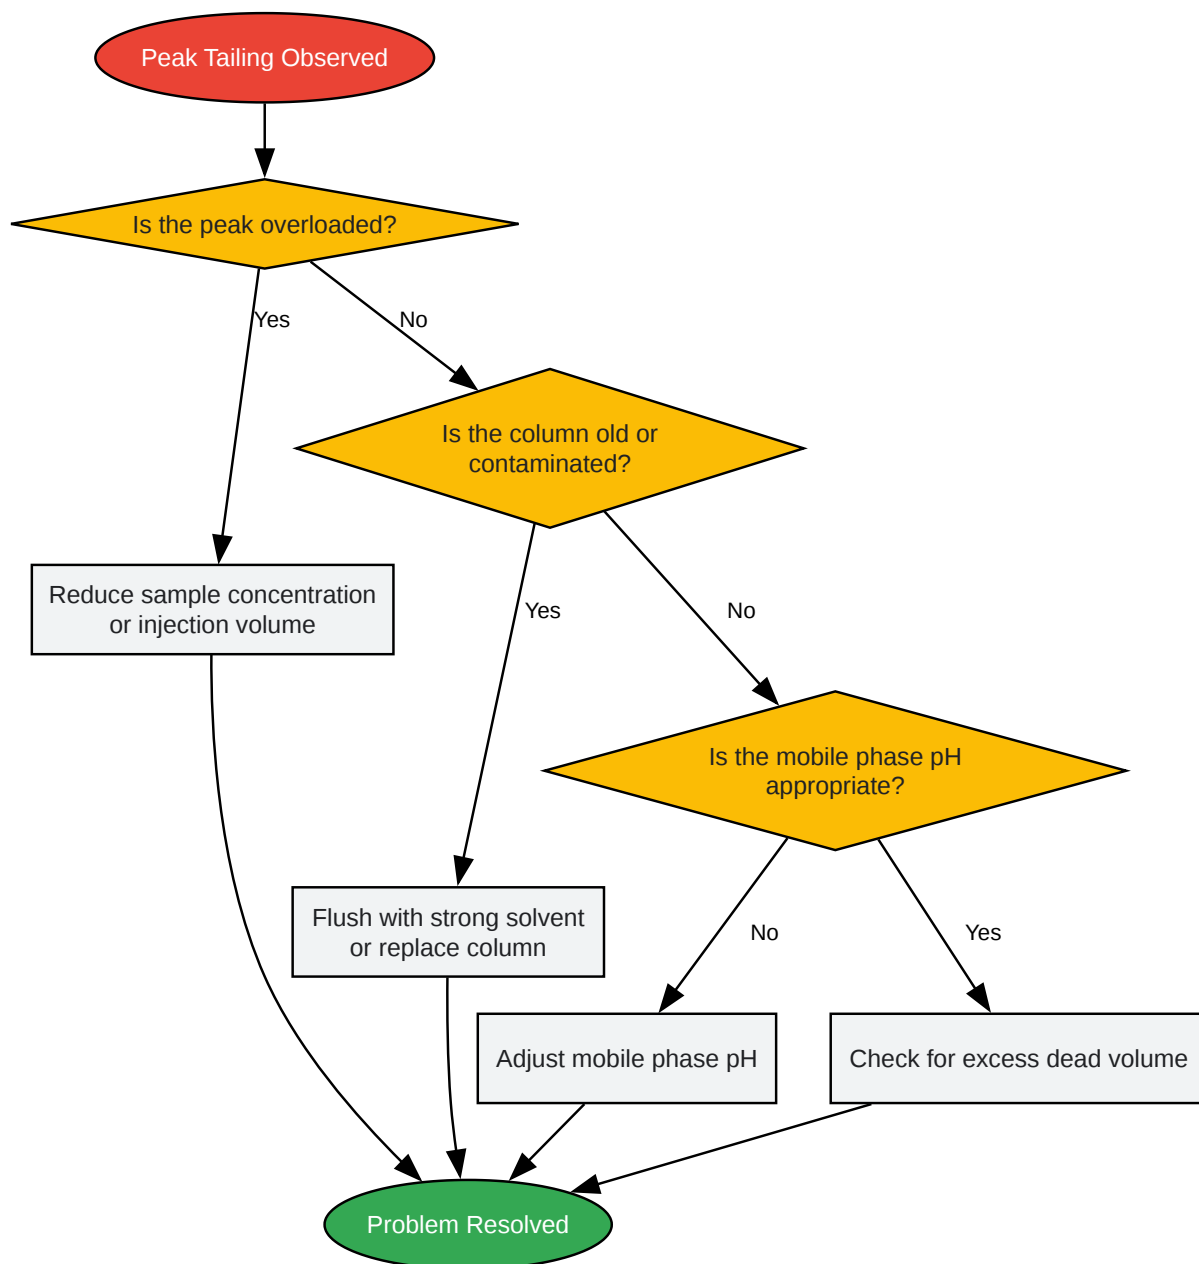 Peak Tailing Observed
Is the peak overloaded?
Yes
No
Is the column old or
contaminated?
Reduce sample concentration
or injection volume
Yes
No
Is the mobile phase pH
appropriate?
Flush with strong solvent
or replace column
No
Yes
Adjust mobile phase pH
Check for excess dead volume
Problem Resolved